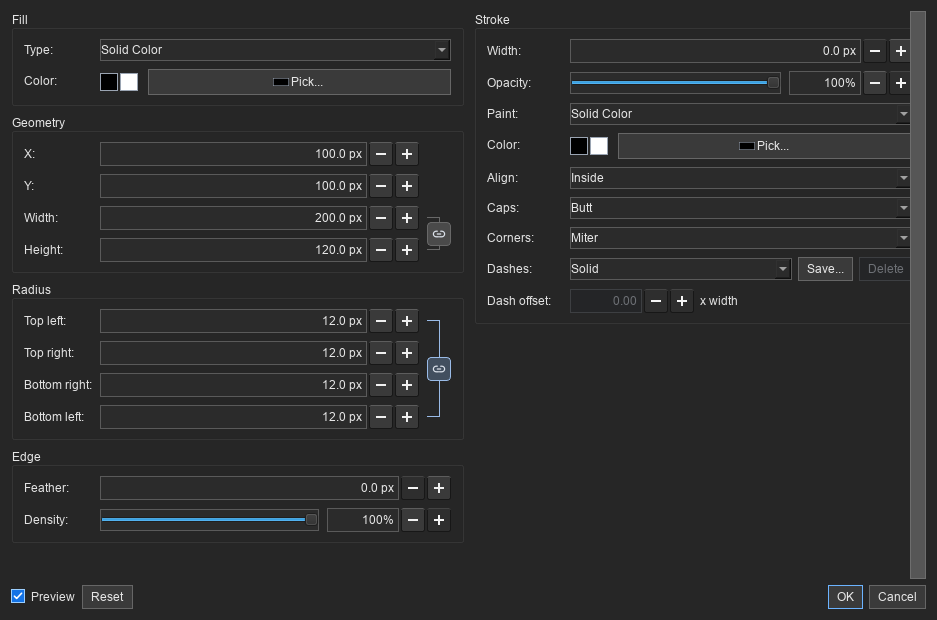 Fill
Type: Solid Color
Color: Pick...
Geometry
X: 100.0 px
Y: 100.0 px
Width: 200.0 px
Height: 120.0 px
Radius
Top left: 12.0 px
Top right: 12.0 px
Bottom right: 12.0 px
Bottom left: 12.0 px
Edge
Feather: 0.0 px
Density: 100%
Stroke
Width: 0.0 px
Opacity: 100%
Paint: Solid Color
Color: Pick...
Align: Inside
Caps: Butt
Corners: Miter
Dashes: Solid Save... Delete
Dash offset: 0.00 x width
Preview Reset OK Cancel